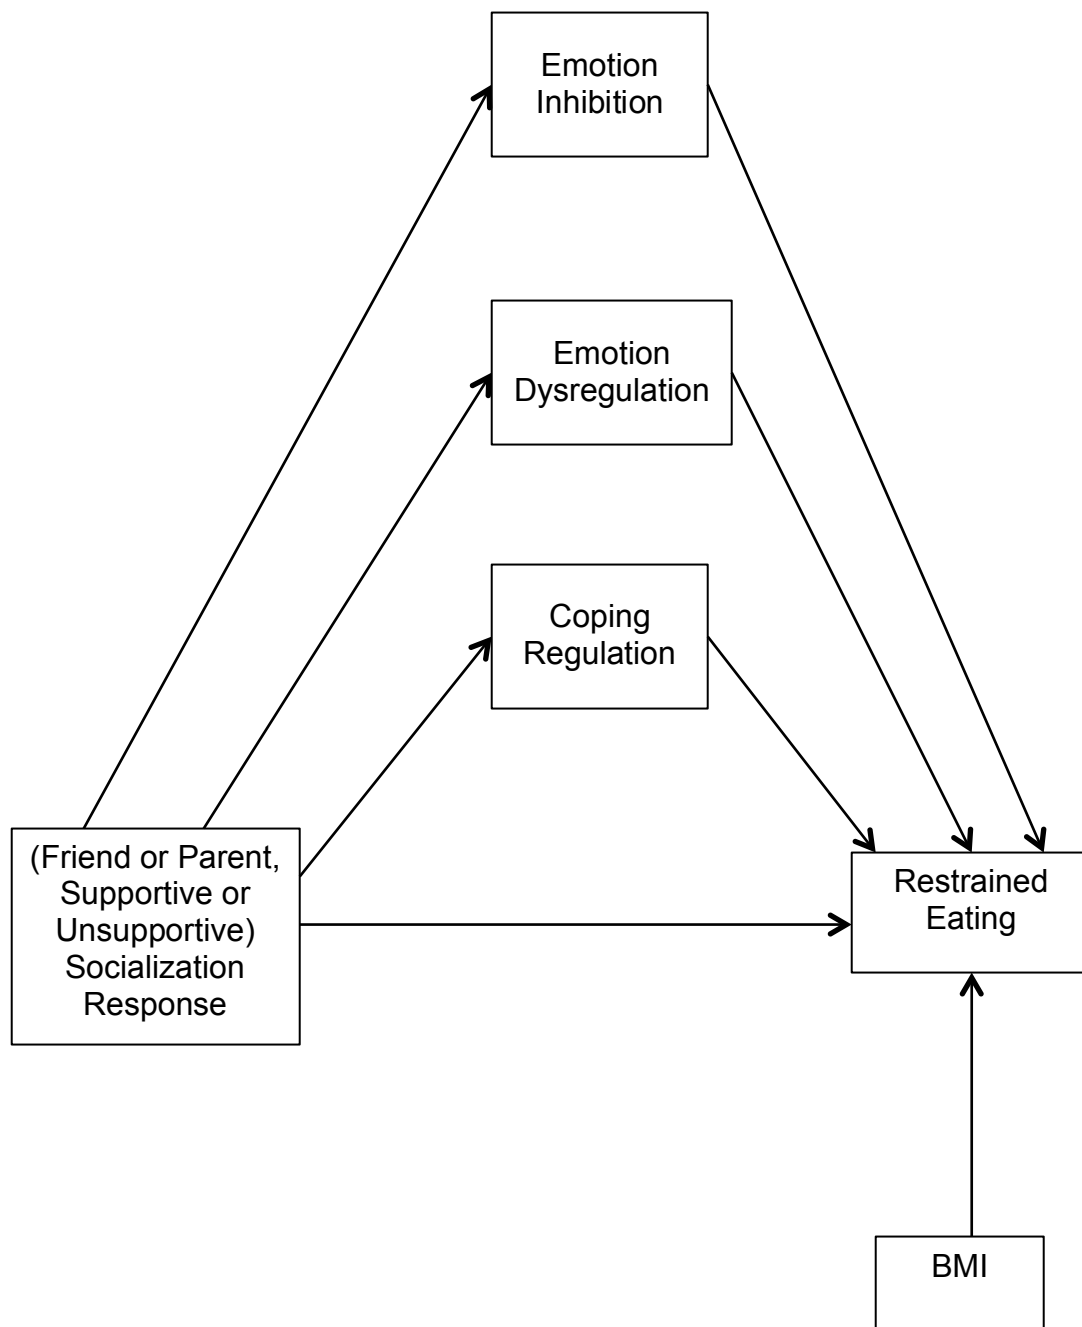 Emotion
Inhibition
Emotion
Dysregulation
Coping
Regulation
(Friend or Parent,
Supportive or
Unsupportive)
Socialization
Response
Restrained
Eating
BMI